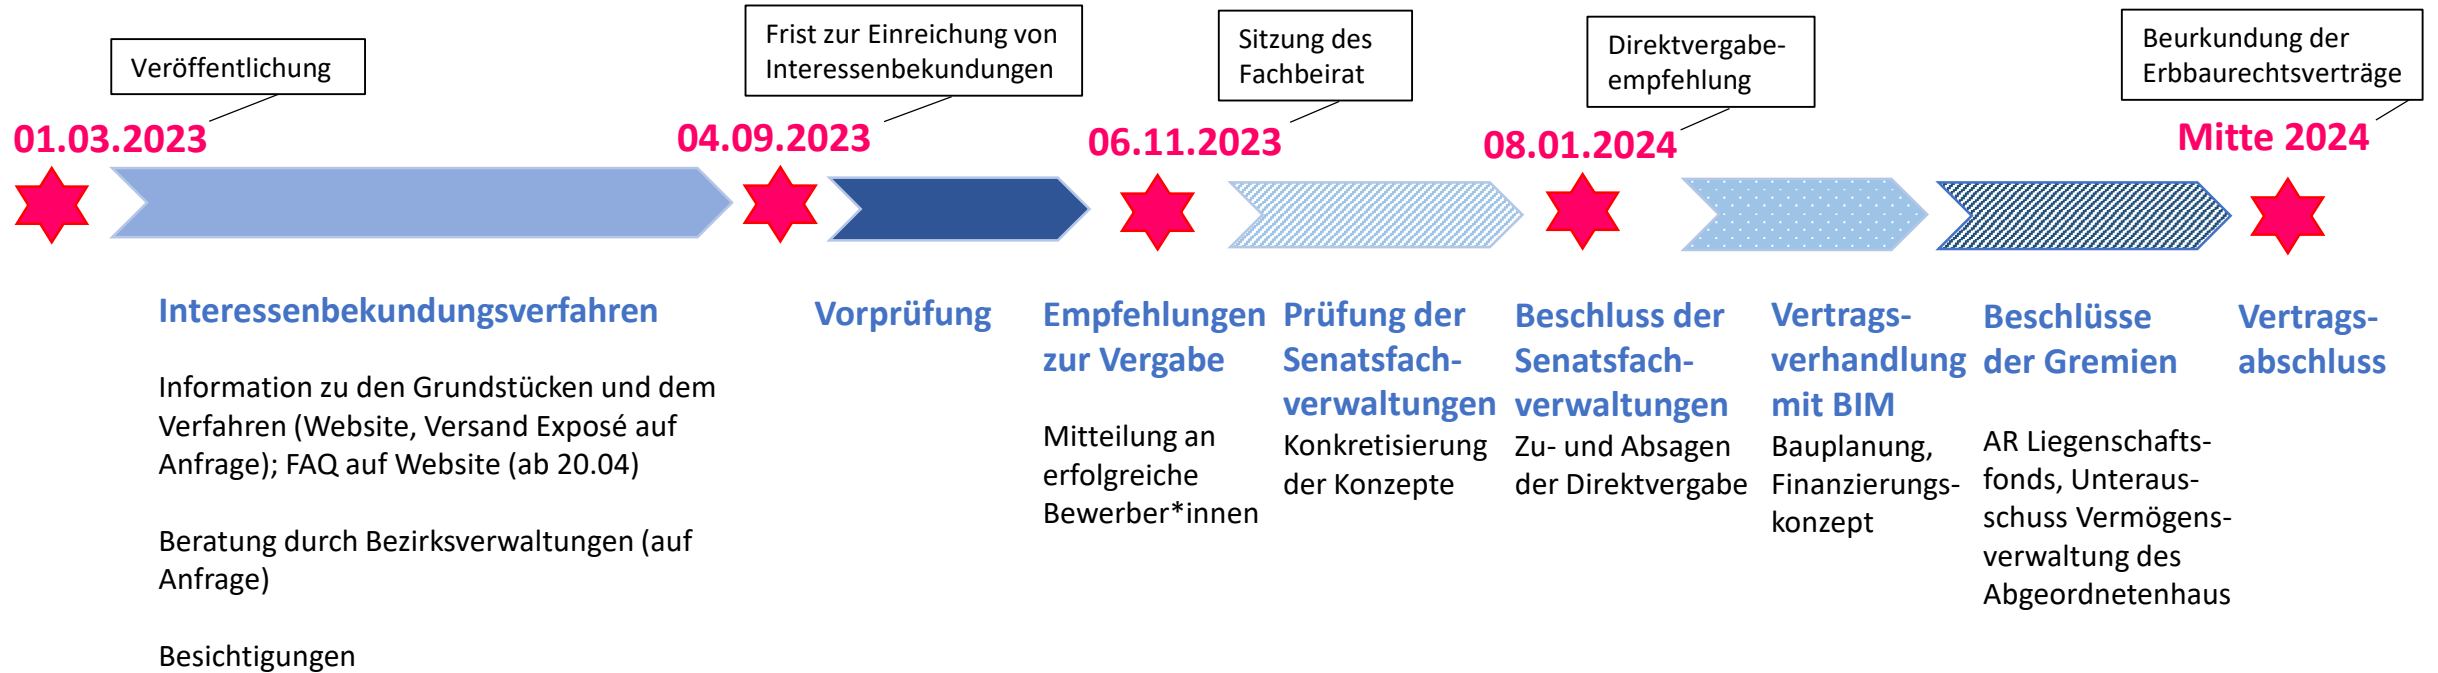 Veröffentlichung
01.03.2023
Frist zur Einreichung von
Interessenbekundungen
04.09.2023
Sitzung des
Fachbeirat
06.11.2023
Direktvergabe-
empfehlung
08.01.2024
Beurkundung der
Erbbaurechtsverträge
Mitte 2024
Interessenbekundungsverfahren
Information zu den Grundstücken und dem
Verfahren (Website, Versand Exposé auf
Anfrage); FAQ auf Website (ab 20.04)
Beratung durch Bezirksverwaltungen (auf
Anfrage)
Besichtigungen
Vorprüfung
Empfehlungen
zur Vergabe
Mitteilung an
erfolgreiche
Bewerber*innen
Prüfung der
Senatsfach-
verwaltungen
Konkretisierung
der Konzepte
Beschluss der
Senatsfach-
verwaltungen
Zu- und Absagen
der Direktvergabe
Vertrags-
verhandlung
mit BIM
Bauplanung,
Finanzierungs-
konzept
Beschlüsse
der Gremien
AR Liegenschafts-
fonds, Unteraus-
schuss Vermögens-
verwaltung des
Abgeordnetenhaus
Vertrags-
abschluss